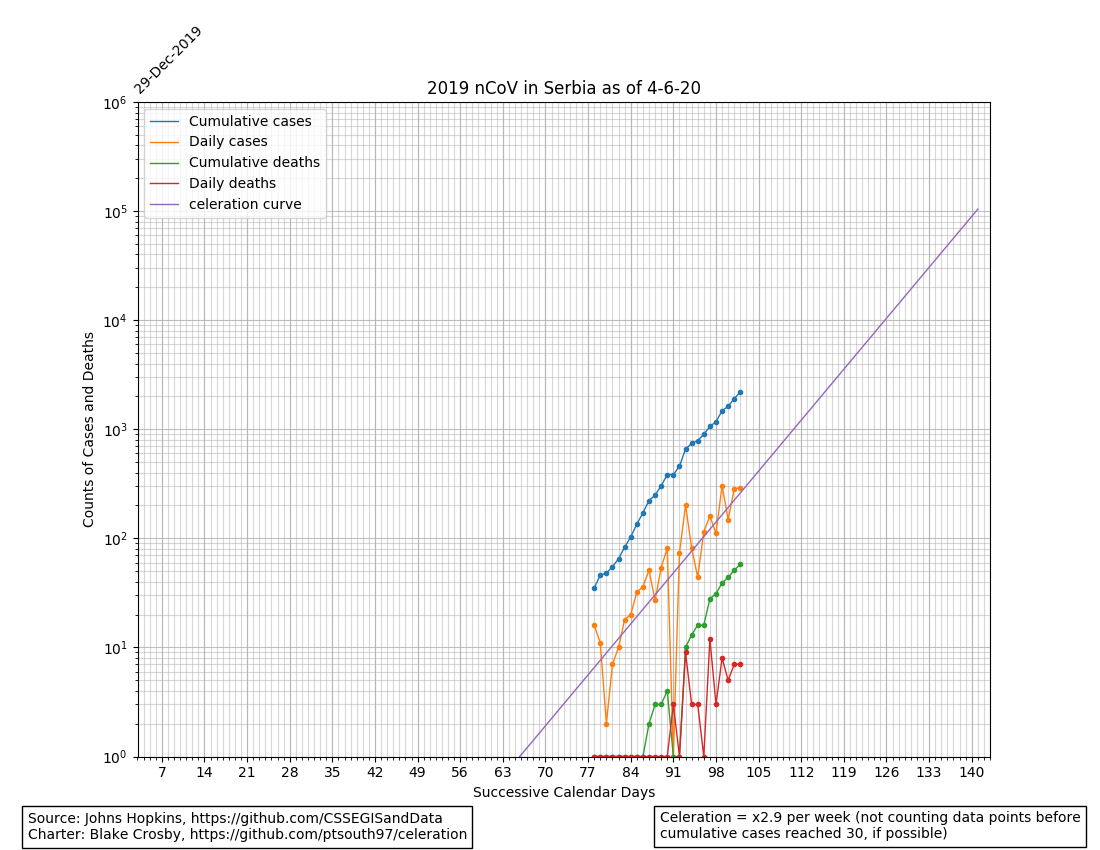 29-Dec-2019
2019 nCoV in Serbia as of 4-6-20
10^6
10^5
10^4
10^3
10^2
10^1
10^0
Counts of Cases and Deaths
Cumulative cases
Daily cases
Cumulative deaths
Daily deaths
celeration curve
7 14 21 28 35 42 49 56 63 70 77 84 91 98 105 112 119 126 133 140
Successive Calendar Days
Source: Johns Hopkins, https://github.com/CSSEGISandData
Charter: Blake Crosby, https://github.com/ptsouth97/celeration
Celeration = x2.9 per week (not counting data points before
cumulative cases reached 30, if possible)